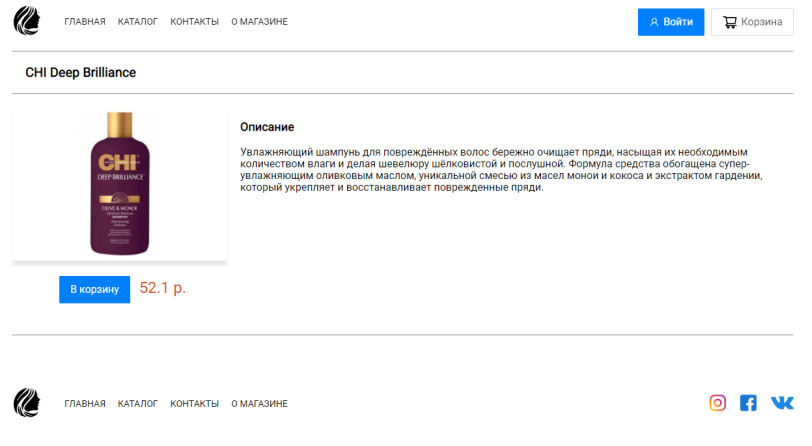 ГЛАВНАЯ КАТАЛОГ КОНТАКТЫ О МАГАЗИНЕ Войти Корзина
CHI Deep Brilliance
CHI
DEEP BRILLIANCE
OLIVE & MONOI
SHAMPOO
Описание
Увлажняющий шампунь для повреждённых волос бережно очищает пряди, насыщая их необходимым
количеством влаги и делая шевелюру шёлковистой и послушной. Формула средства обогащена супер-
увлажняющим оливковым маслом, уникальной смесью из масел монои и кокоса и экстрактом гардении,
который укрепляет и восстанавливает поврежденные пряди.
В корзину 52.1 р.
ГЛАВНАЯ КАТАЛОГ КОНТАКТЫ О МАГАЗИНЕ